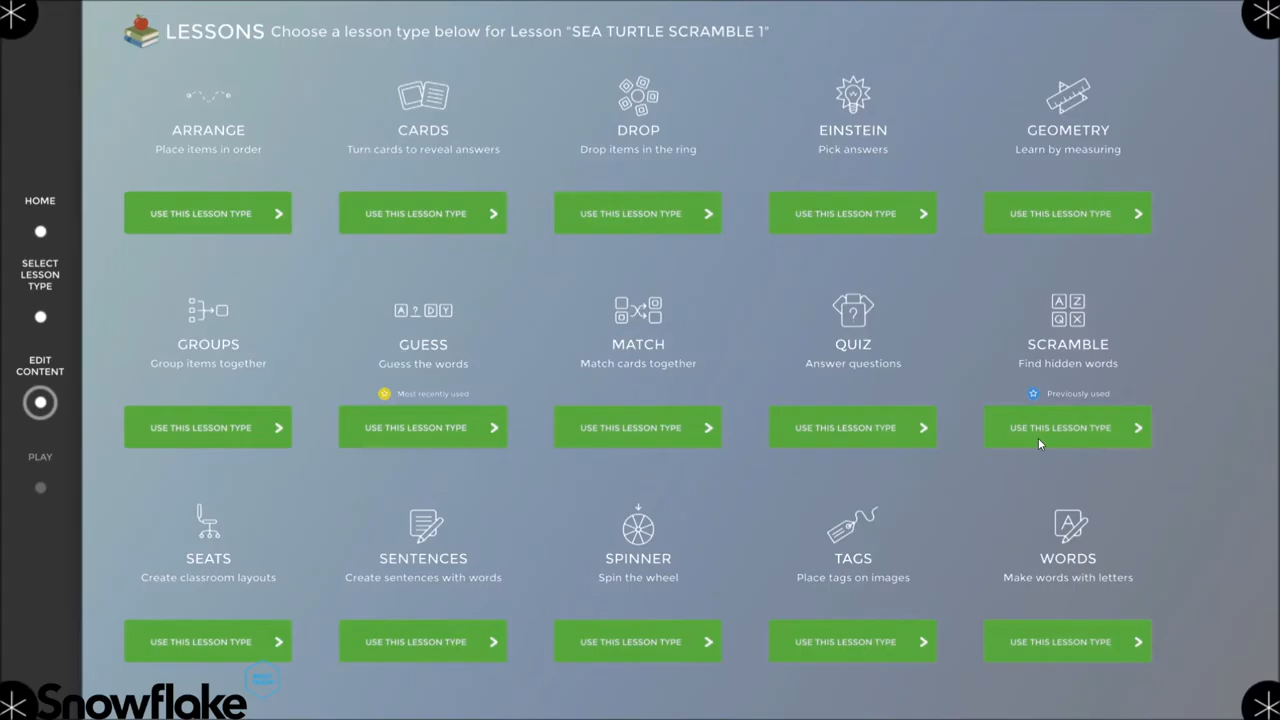 LESSONS Choose a lesson type below for Lesson "SEA TURTLE SCRAMBLE 1"
HOME
SELECT
LESSON
TYPE
EDIT
CONTENT
PLAY
ARRANGE
Place items in order
USE THIS LESSON TYPE
CARDS
Turn cards to reveal answers
USE THIS LESSON TYPE
DROP
Drop items in the ring
USE THIS LESSON TYPE
EINSTEIN
Pick answers
USE THIS LESSON TYPE
GEOMETRY
Learn by measuring
USE THIS LESSON TYPE
GROUPS
Group items together
USE THIS LESSON TYPE
A ? D Y
GUESS
Guess the words
Most recently used
USE THIS LESSON TYPE
MATCH
Match cards together
USE THIS LESSON TYPE
?
QUIZ
Answer questions
USE THIS LESSON TYPE
A Z
Q X
SCRAMBLE
Find hidden words
Previously used
USE THIS LESSON TYPE
SEATS
Create classroom layouts
USE THIS LESSON TYPE
SENTENCES
Create sentences with words
USE THIS LESSON TYPE
SPINNER
Spin the wheel
USE THIS LESSON TYPE
TAGS
Place tags on images
USE THIS LESSON TYPE
A
WORDS
Make words with letters
USE THIS LESSON TYPE
Snowflake